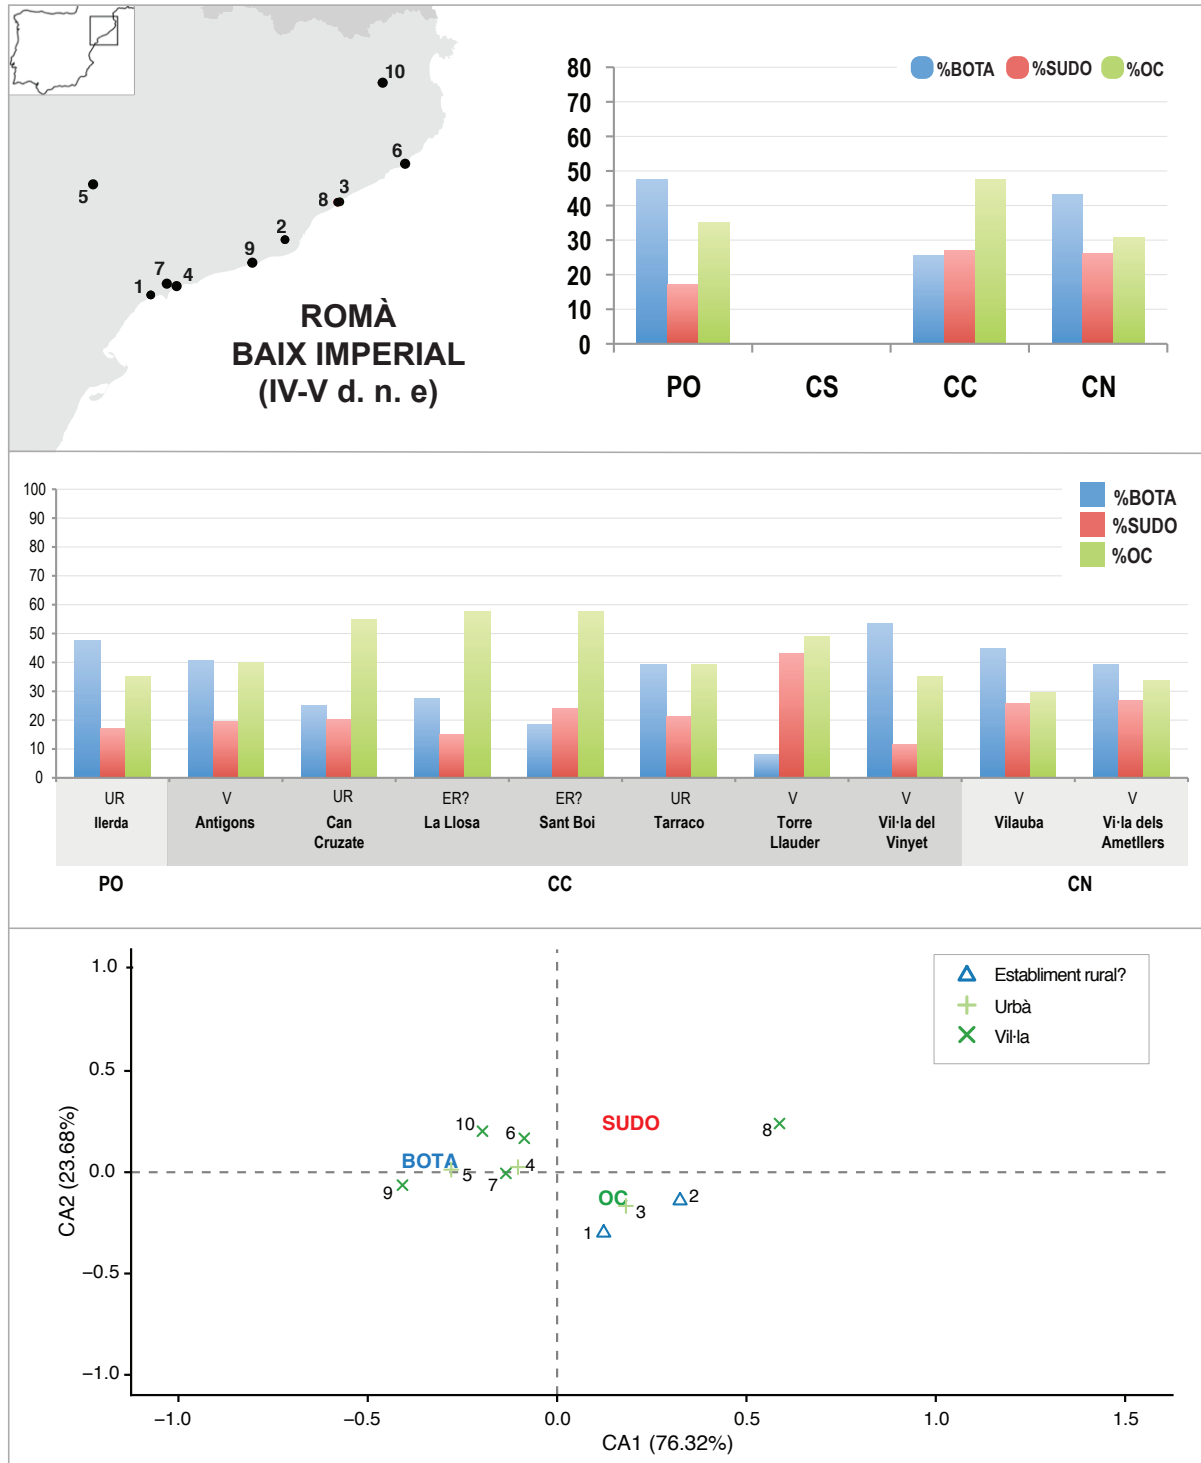 10
6
5
3
8
2
9
7
4
1
ROMÀ
BAIX IMPERIAL
(IV-V d. n. e)
%BOTA %SUDO %OC
80
70
60
50
40
30
20
10
0
PO CS CC CN
100
90
80
70
60
50
40
30
20
10
0
%BOTA
%SUDO
%OC
UR V UR ER? ER? UR V V V V
Ilerda Antigons Can Cruzate La Llosa Sant Boi Tarraco Torre Llauder Vil·la del Vinyet Vilauba Vi·la dels Ametllers
PO CC CN
1.0
0.5
0.0
−0.5
−1.0
CA2 (23.68%)
Establiment rural?
Urbà
Vil·la
10
6
SUDO
8
BOTA
5
4
9
7
OC
2
3
1
−1.0 −0.5 0.0 0.5 1.0 1.5
CA1 (76.32%)